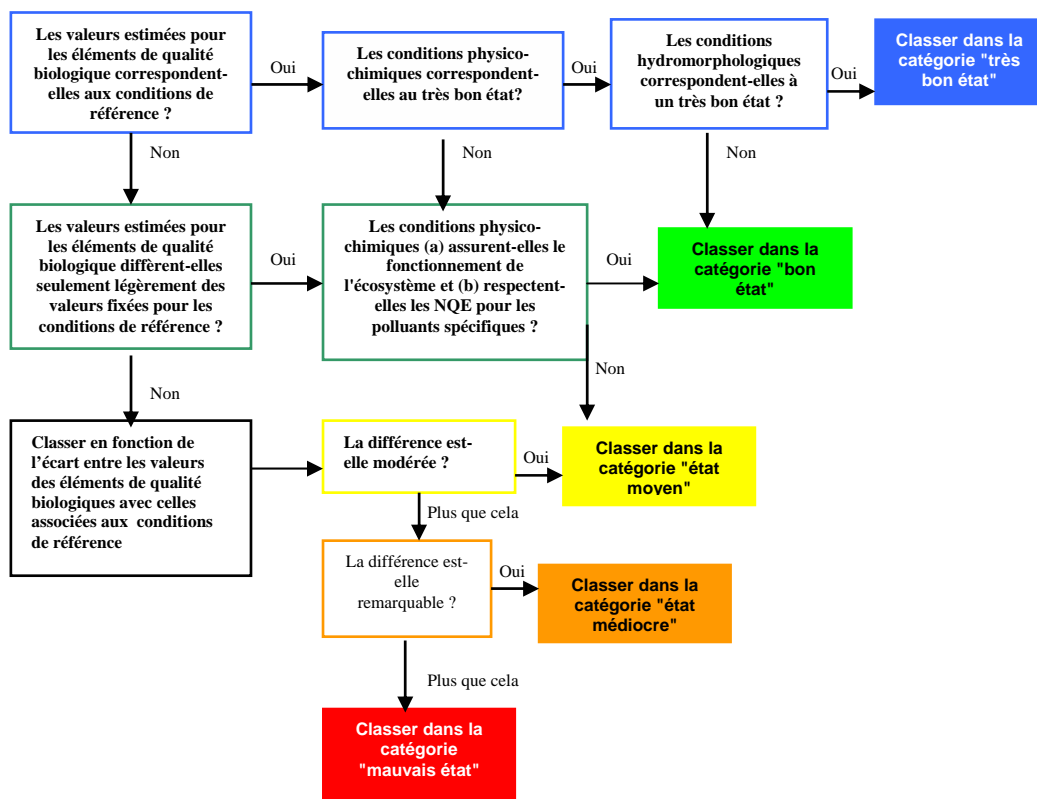 Les valeurs estimées pour
les éléments de qualité
biologique correspondent-
elles aux conditions de
référence ?
Oui
Les conditions physico-
chimiques correspondent-
elles au très bon état?
Oui
Les conditions
hydromorphologiques
correspondent-elles à
un très bon état ?
Oui
Classer dans la
catégorie "très
bon état"
Non
Non
Non
Les valeurs estimées pour
les éléments de qualité
biologique diffèrent-elles
seulement légèrement des
valeurs fixées pour les
conditions de référence ?
Oui
Les conditions physico-
chimiques (a) assurent-elles le
fonctionnement de
l'écosystème et (b) respectent-
elles les NQE pour les
polluants spécifiques ?
Oui
Classer dans la
catégorie "bon
état"
Non
Non
Classer en fonction de
l’écart entre les valeurs
des éléments de qualité
biologiques avec celles
associées aux conditions
de référence
La différence est-
elle modérée ?
Oui
Classer dans la
catégorie "état
moyen"
Plus que cela
La différence est-
elle
remarquable ?
Oui
Classer dans la
catégorie "état
médiocre"
Plus que cela
Classer dans la
catégorie
"mauvais état"